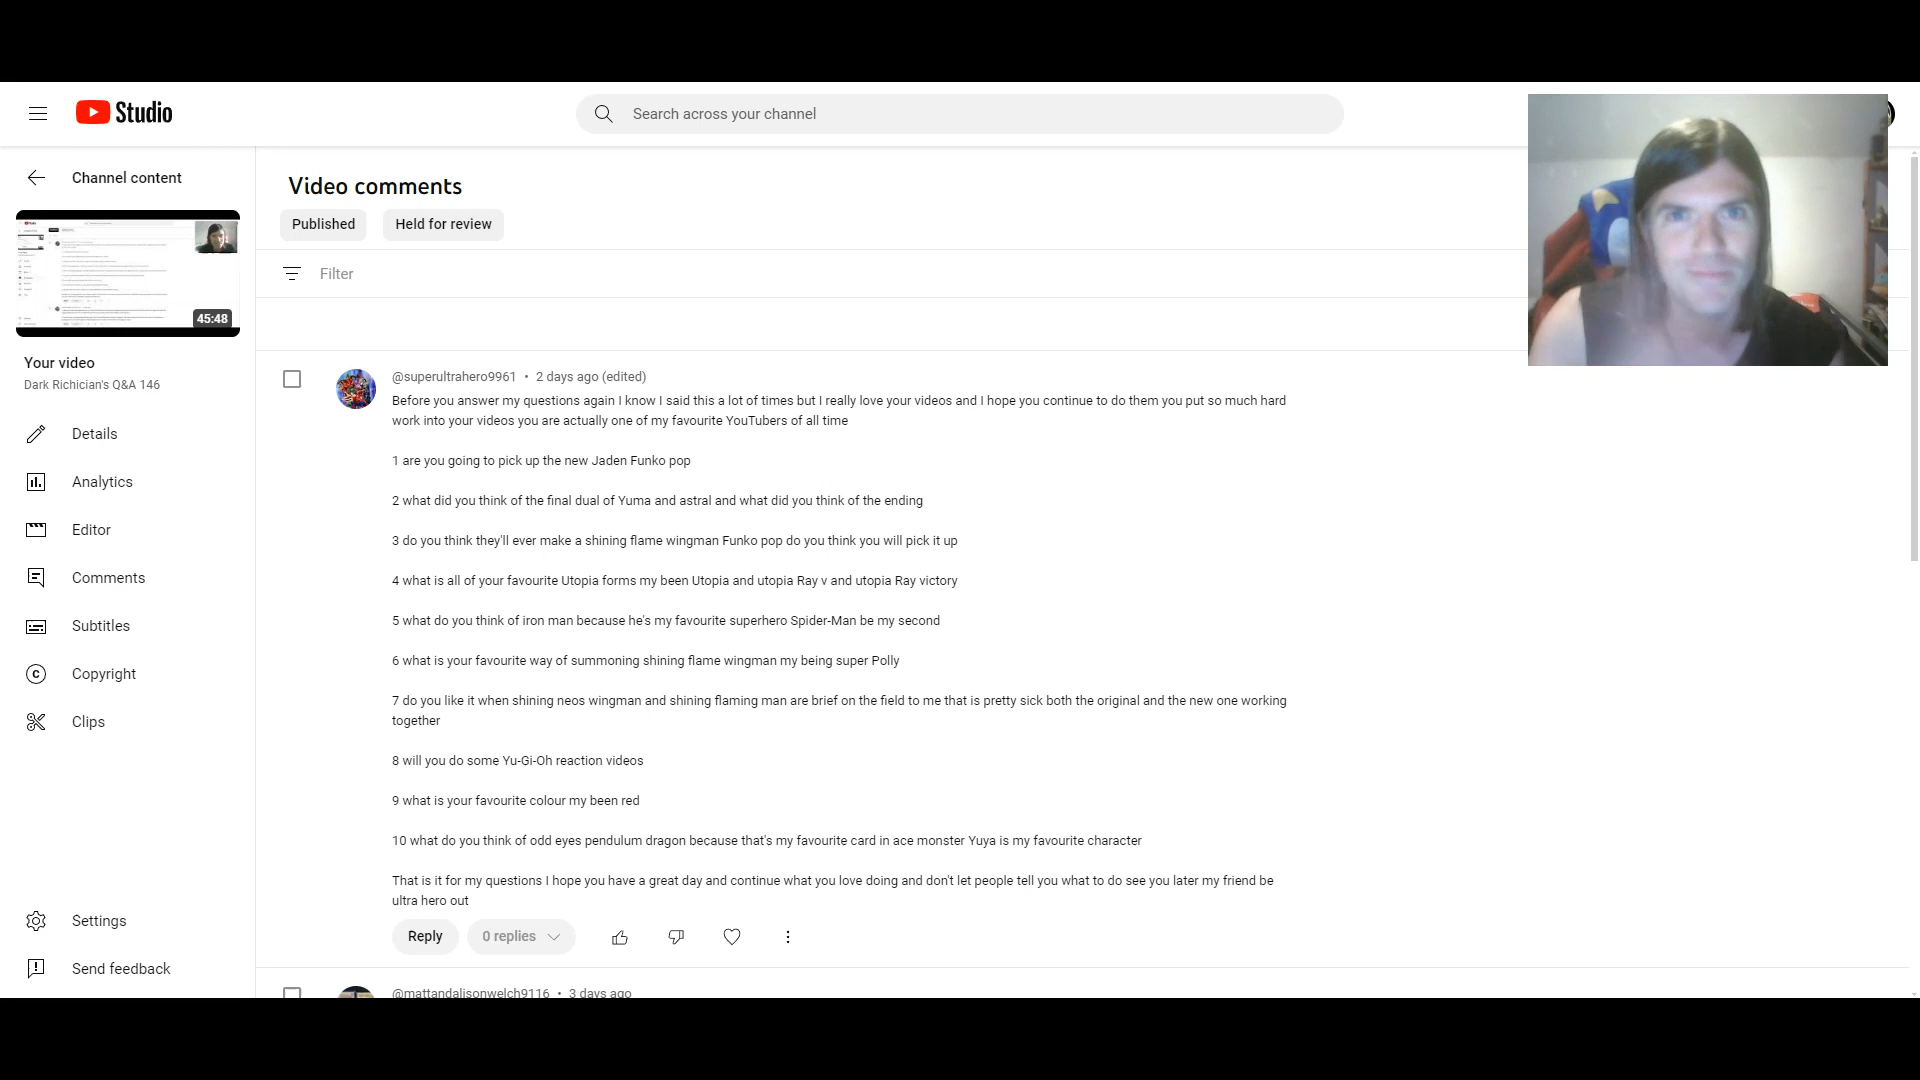 Studio
Search across your channel
Channel content
45:48
Your video
Dark Richician's Q&A 146
Details
Analytics
Editor
Comments
Subtitles
Copyright
Clips
Settings
Send feedback
Video comments
Published
Held for review
Filter
@superultrahero9961 • 2 days ago (edited)
Before you answer my questions again I know I said this a lot of times but I really love your videos and I hope you continue to do them you put so much hard
work into your videos you are actually one of my favourite YouTubers of all time
1 are you going to pick up the new Jaden Funko pop
2 what did you think of the final dual of Yuma and astral and what did you think of the ending
3 do you think they'll ever make a shining flame wingman Funko pop do you think you will pick it up
4 what is all of your favourite Utopia forms my been Utopia and utopia Ray v and utopia Ray victory
5 what do you think of iron man because he's my favourite superhero Spider-Man be my second
6 what is your favourite way of summoning shining flame wingman my being super Polly
7 do you like it when shining neos wingman and shining flaming man are brief on the field to me that is pretty sick both the original and the new one working
together
8 will you do some Yu-Gi-Oh reaction videos
9 what is your favourite colour my been red
10 what do you think of odd eyes pendulum dragon because that's my favourite card in ace monster Yuya is my favourite character
That is it for my questions I hope you have a great day and continue what you love doing and don't let people tell you what to do see you later my friend be
ultra hero out
Reply
0 replies
@mattandalisonwelch9116 • 3 days ago